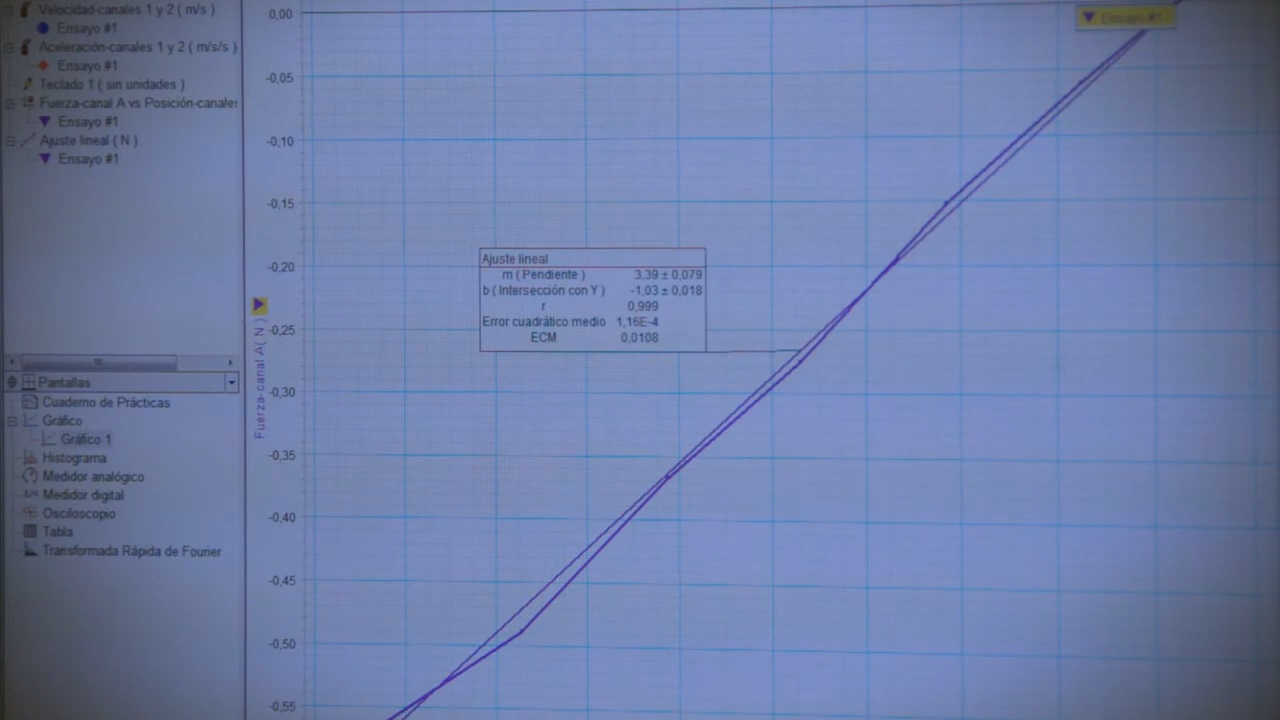 Velocidad-canales 1 y 2 ( m/s )
Ensayo #1
Aceleración-canales 1 y 2 ( m/s/s )
Ensayo #1
Teclado 1 ( sin unidades )
Fuerza-canal A vs Posición-canales
Ensayo #1
Ajuste lineal ( N )
Ensayo #1
Pantallas
Cuaderno de Prácticas
Gráfico
Gráfico 1
Histograma
Medidor analógico
Medidor digital
Osciloscopio
Tabla
Transformada Rápida de Fourier
Fuerza-canal A ( N )
0,00
-0,05
-0,10
-0,15
-0,20
-0,25
-0,30
-0,35
-0,40
-0,45
-0,50
-0,55
Ensayo #1
Ajuste lineal
m ( Pendiente ) 3,39 ± 0,079
b ( Intersección con Y ) -1,03 ± 0,018
r 0,999
Error cuadrático medio 1,16E-4
ECM 0,0108